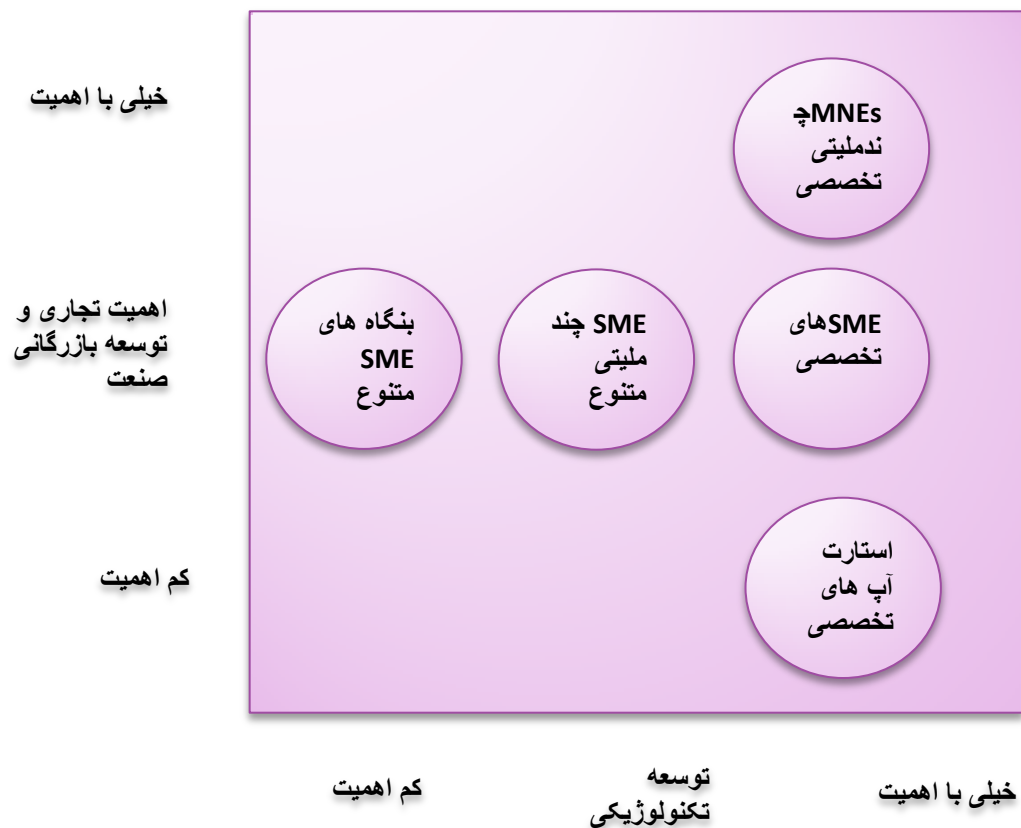 خیلی با اهمیت
MNEsچ
ندملیتی
تخصصی
اهمیت تجاری و
توسعه بازرگانی
صنعت
بنگاه های
SME
متنوع
SME چند
ملیتی
متنوع
SMEهای
تخصصی
کم اهمیت
استارت
آپ های
تخصصی
کم اهمیت
توسعه
تکنولوژیکی
خیلی با اهمیت